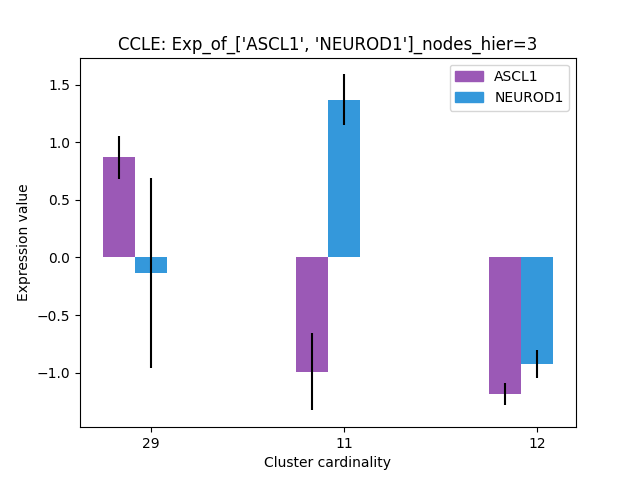 CCLE: Exp_of_['ASCL1', 'NEUROD1']_nodes_hier=3
ASCL1
NEUROD1
1.5
1.0
0.5
0.0
−0.5
−1.0
Expression value
29
11
12
Cluster cardinality